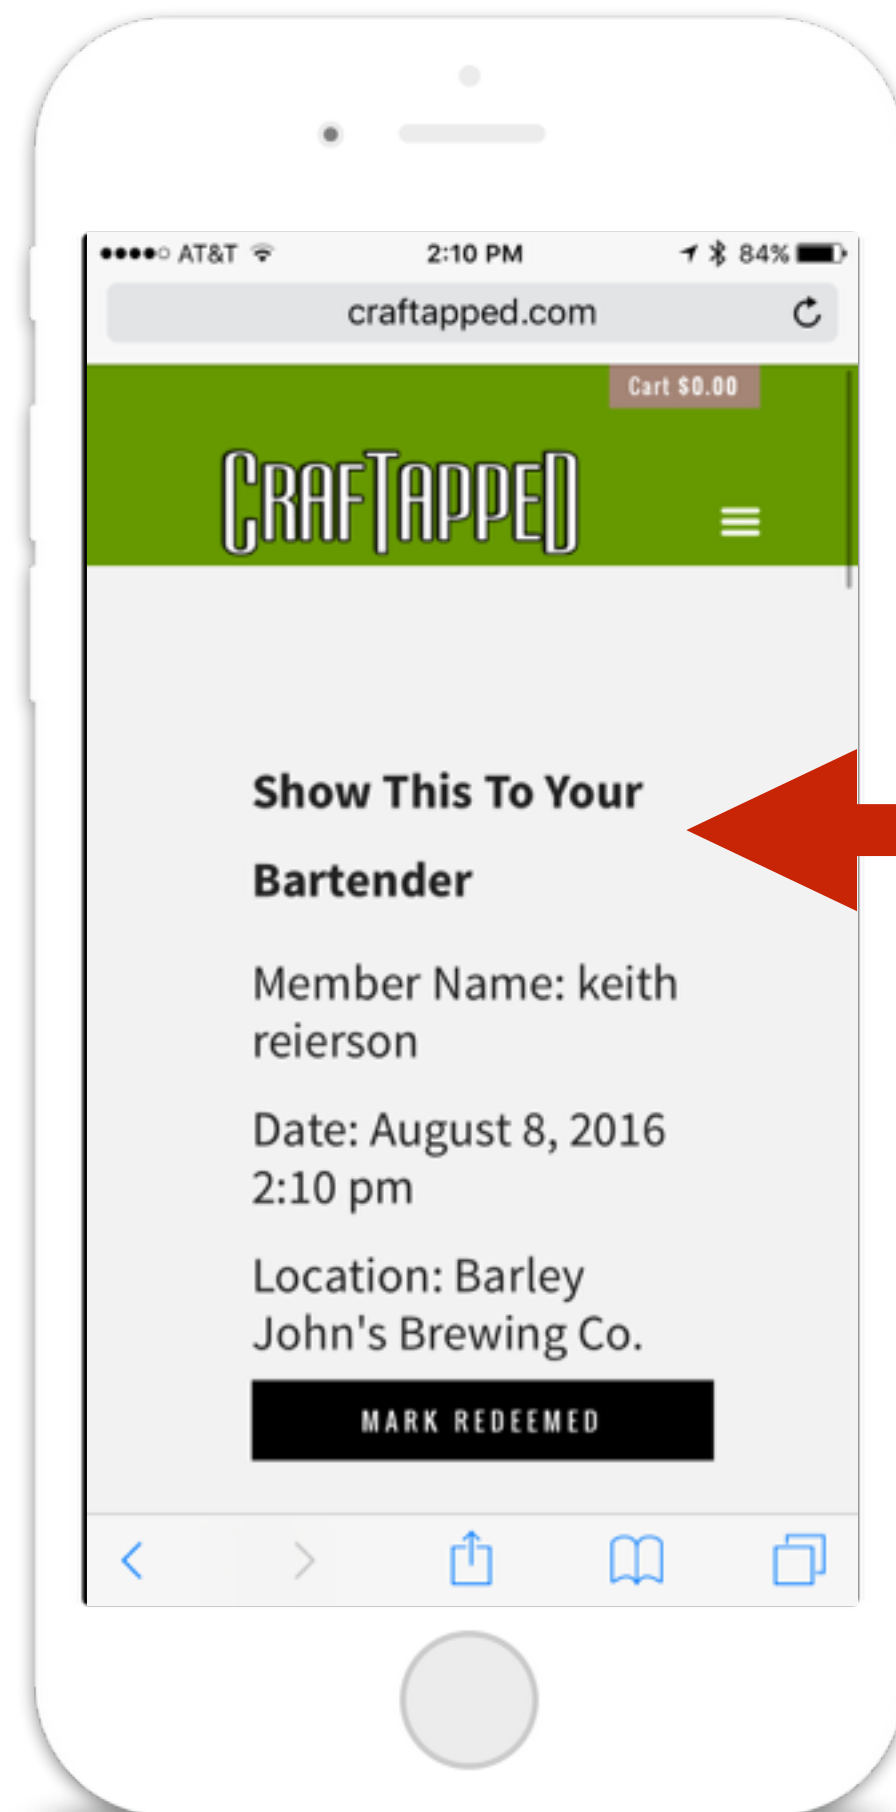 AT&T 2:10 PM 84%
craftapped.com
Cart $0.00
CRAFTAPPED
Show This To Your
Bartender
Member Name: keith
reierson
Date: August 8, 2016
2:10 pm
Location: Barley
John's Brewing Co.
MARK REDEEMED